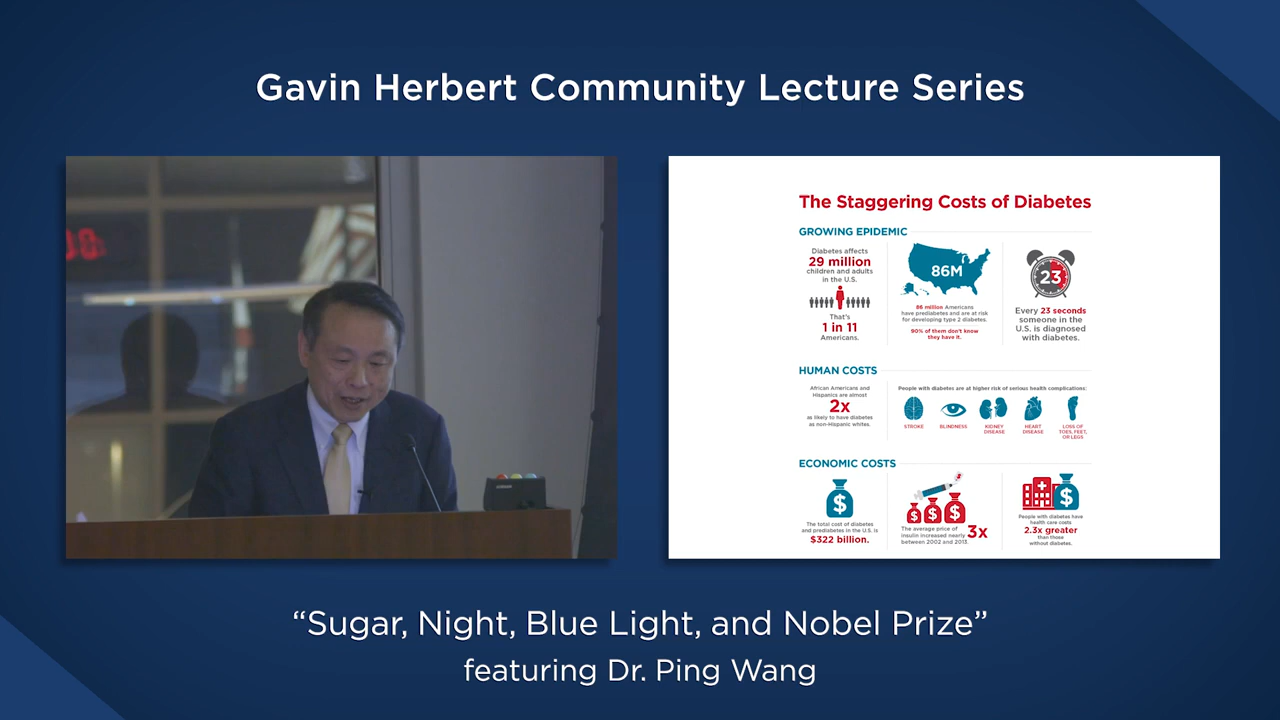 Gavin Herbert Community Lecture Series
The Staggering Costs of Diabetes
GROWING EPIDEMIC
Diabetes affects
29 million
children and adults
in the U.S.
That's
1 in 11
Americans.
86M
86 million Americans
have prediabetes and are at risk
for developing type 2 diabetes.
90% of them don't know
they have it.
23
Every 23 seconds
someone in the
U.S. is diagnosed
with diabetes.
HUMAN COSTS
African Americans and
Hispanics are almost
2x
as likely to have diabetes
as non-Hispanic whites.
People with diabetes are at higher risk of serious health complications:
STROKE
BLINDNESS
KIDNEY
DISEASE
HEART
DISEASE
LOSS OF
TOES, FEET,
OR LEGS
ECONOMIC COSTS
$
The total cost of diabetes
and prediabetes in the U.S. is
$322 billion.
$ $ $
The average price of
insulin increased nearly 3x
between 2002 and 2013.
$
People with diabetes have
health care costs
2.3x greater
than those
without diabetes.
“Sugar, Night, Blue Light, and Nobel Prize”
featuring Dr. Ping Wang